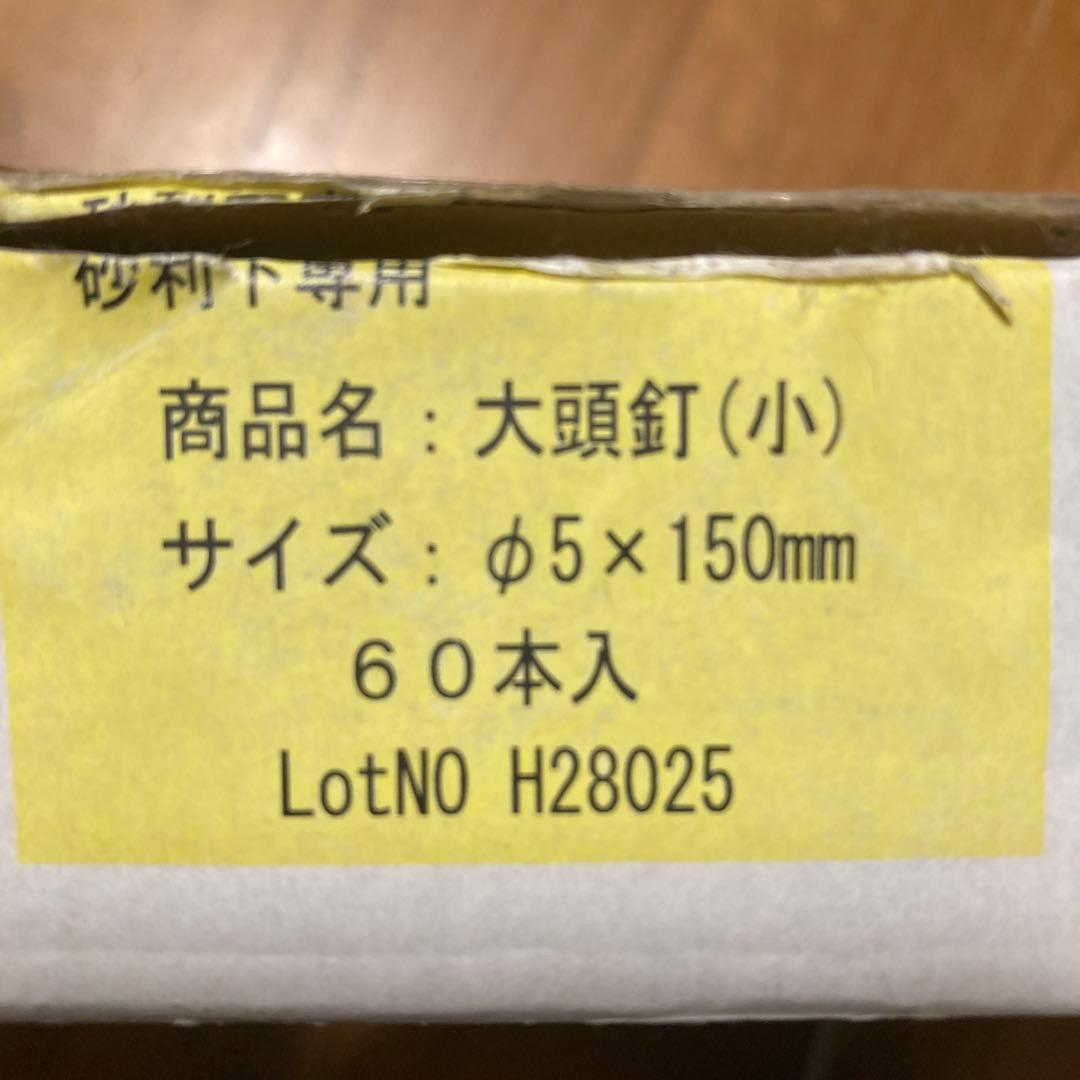 砂利下専用
商品名：大頭釘(小)
サイズ：φ5×150mm
６０本入
LotNO H28025